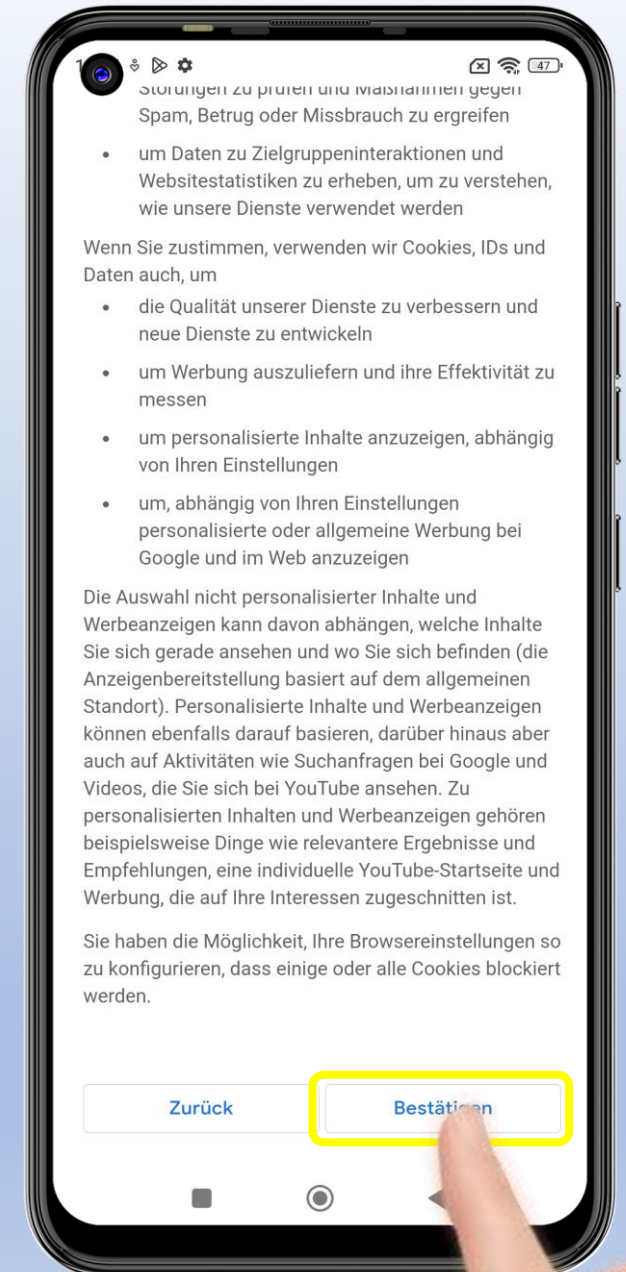 Störungen zu prüfen und Maßnahmen gegen
Spam, Betrug oder Missbrauch zu ergreifen
• um Daten zu Zielgruppeninteraktionen und
Websitestatistiken zu erheben, um zu verstehen,
wie unsere Dienste verwendet werden
Wenn Sie zustimmen, verwenden wir Cookies, IDs und
Daten auch, um
• die Qualität unserer Dienste zu verbessern und
neue Dienste zu entwickeln
• um Werbung auszuliefern und ihre Effektivität zu
messen
• um personalisierte Inhalte anzuzeigen, abhängig
von Ihren Einstellungen
• um, abhängig von Ihren Einstellungen
personalisierte oder allgemeine Werbung bei
Google und im Web anzuzeigen
Die Auswahl nicht personalisierter Inhalte und
Werbeanzeigen kann davon abhängen, welche Inhalte
Sie sich gerade ansehen und wo Sie sich befinden (die
Anzeigenbereitstellung basiert auf dem allgemeinen
Standort). Personalisierte Inhalte und Werbeanzeigen
können ebenfalls darauf basieren, darüber hinaus aber
auch auf Aktivitäten wie Suchanfragen bei Google und
Videos, die Sie sich bei YouTube ansehen. Zu
personalisierten Inhalten und Werbeanzeigen gehören
beispielsweise Dinge wie relevantere Ergebnisse und
Empfehlungen, eine individuelle YouTube-Startseite und
Werbung, die auf Ihre Interessen zugeschnitten ist.
Sie haben die Möglichkeit, Ihre Browsereinstellungen so
zu konfigurieren, dass einige oder alle Cookies blockiert
werden.
Zurück
Bestätigen
47